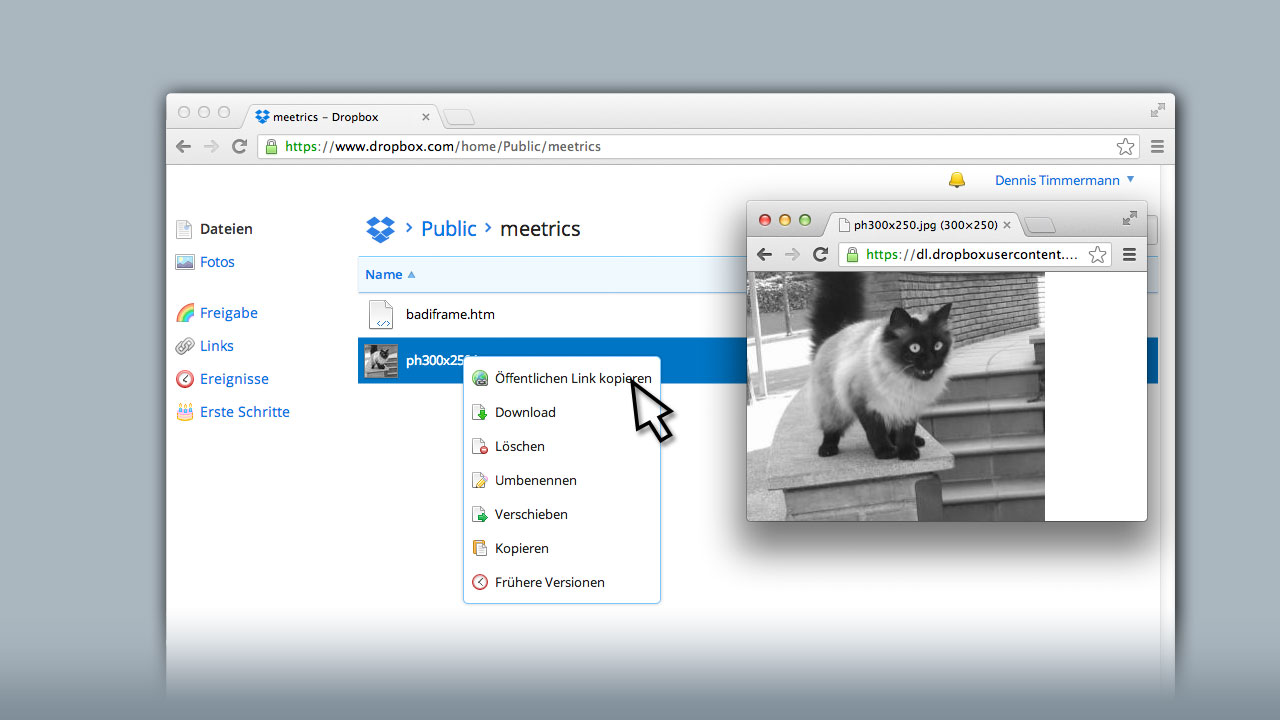 meetrics – Dropbox
https://www.dropbox.com/home/Public/meetrics
Dennis Timmermann
Dateien
Fotos
Freigabe
Links
Ereignisse
Erste Schritte
Public
meetrics
Name
badiframe.htm
ph300x250
Öffentlichen Link kopieren
Download
Löschen
Umbenennen
Verschieben
Kopieren
Frühere Versionen
ph300x250.jpg (300×250)
https://dl.dropboxusercontent....